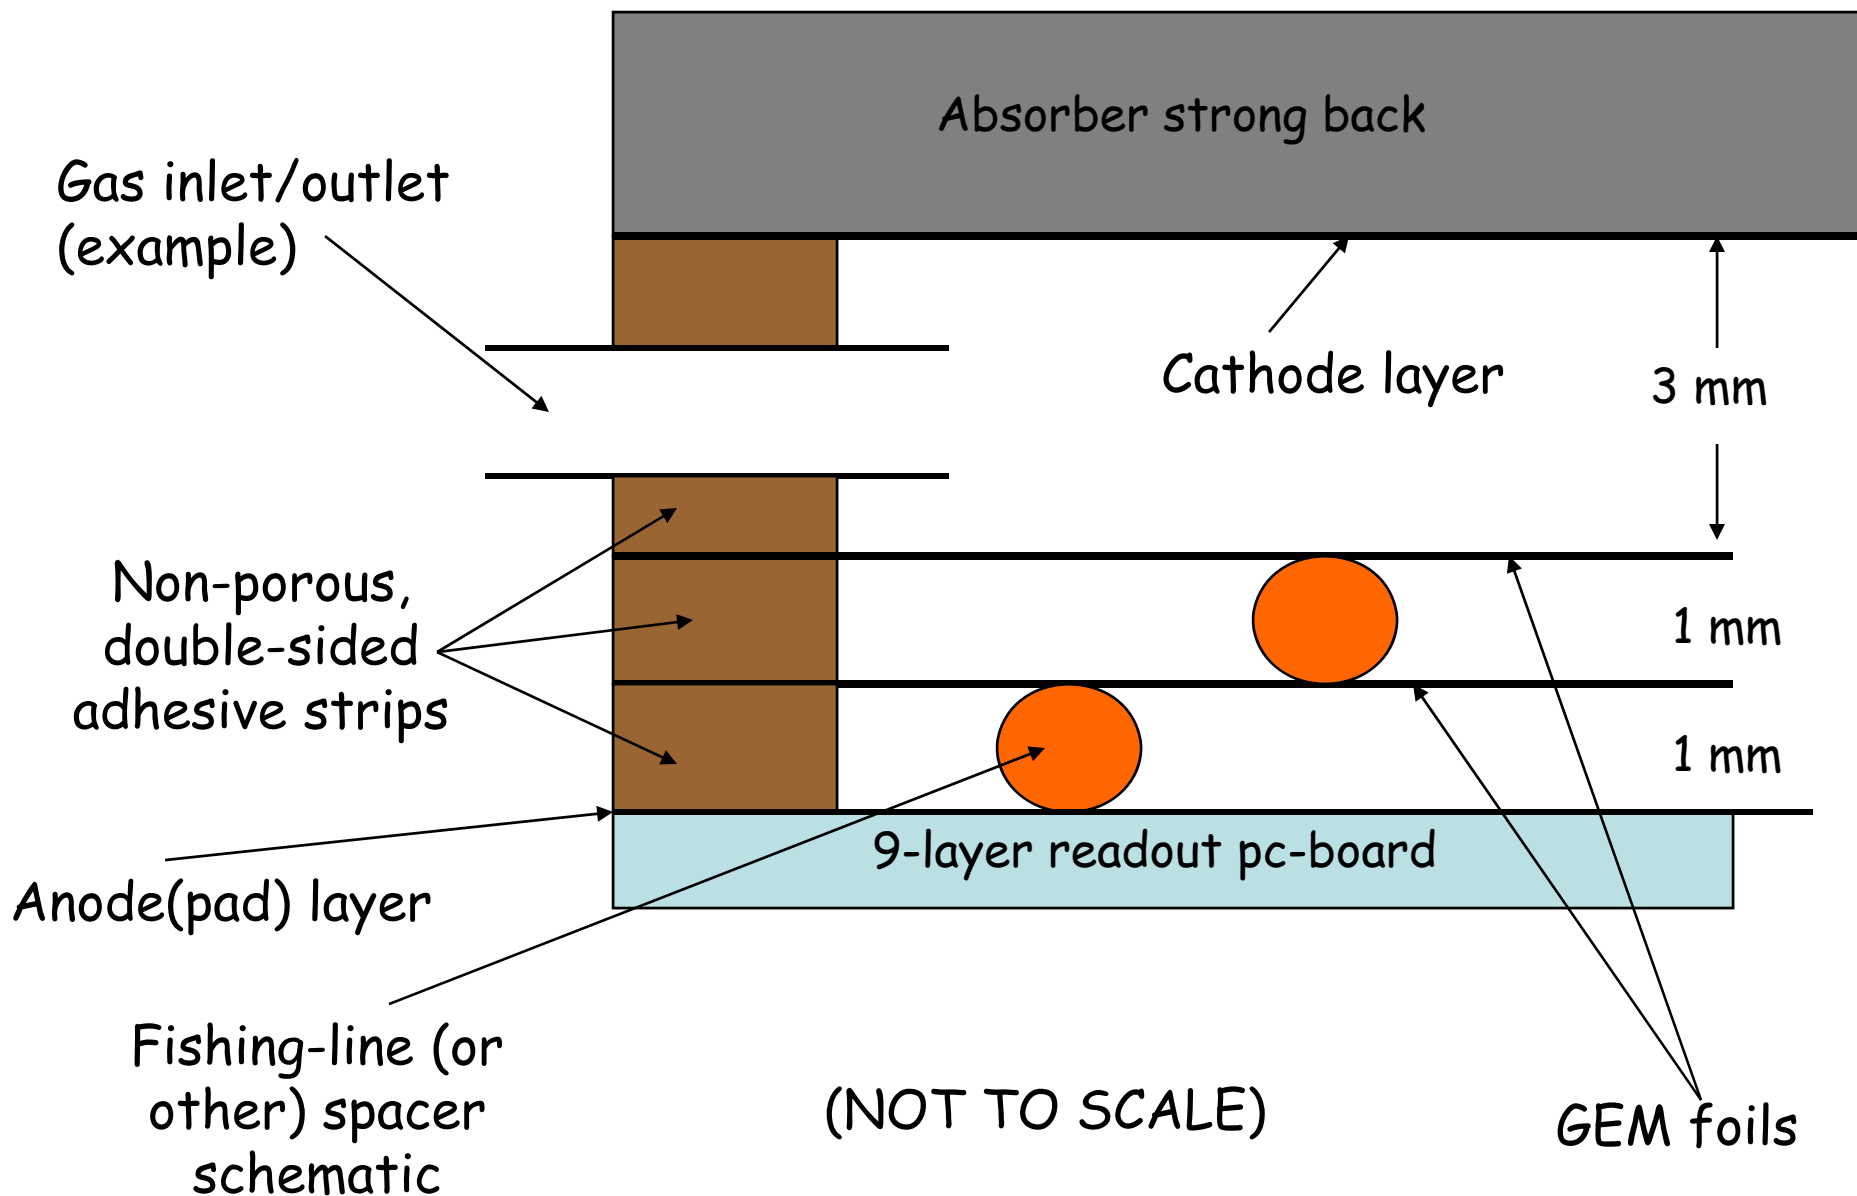 Absorber strong back
Gas inlet/outlet
(example)
Cathode layer
3 mm
Non-porous,
double-sided
adhesive strips
1 mm
1 mm
9-layer readout pc-board
Anode(pad) layer
Fishing-line (or
other) spacer
schematic
(NOT TO SCALE)
GEM foils